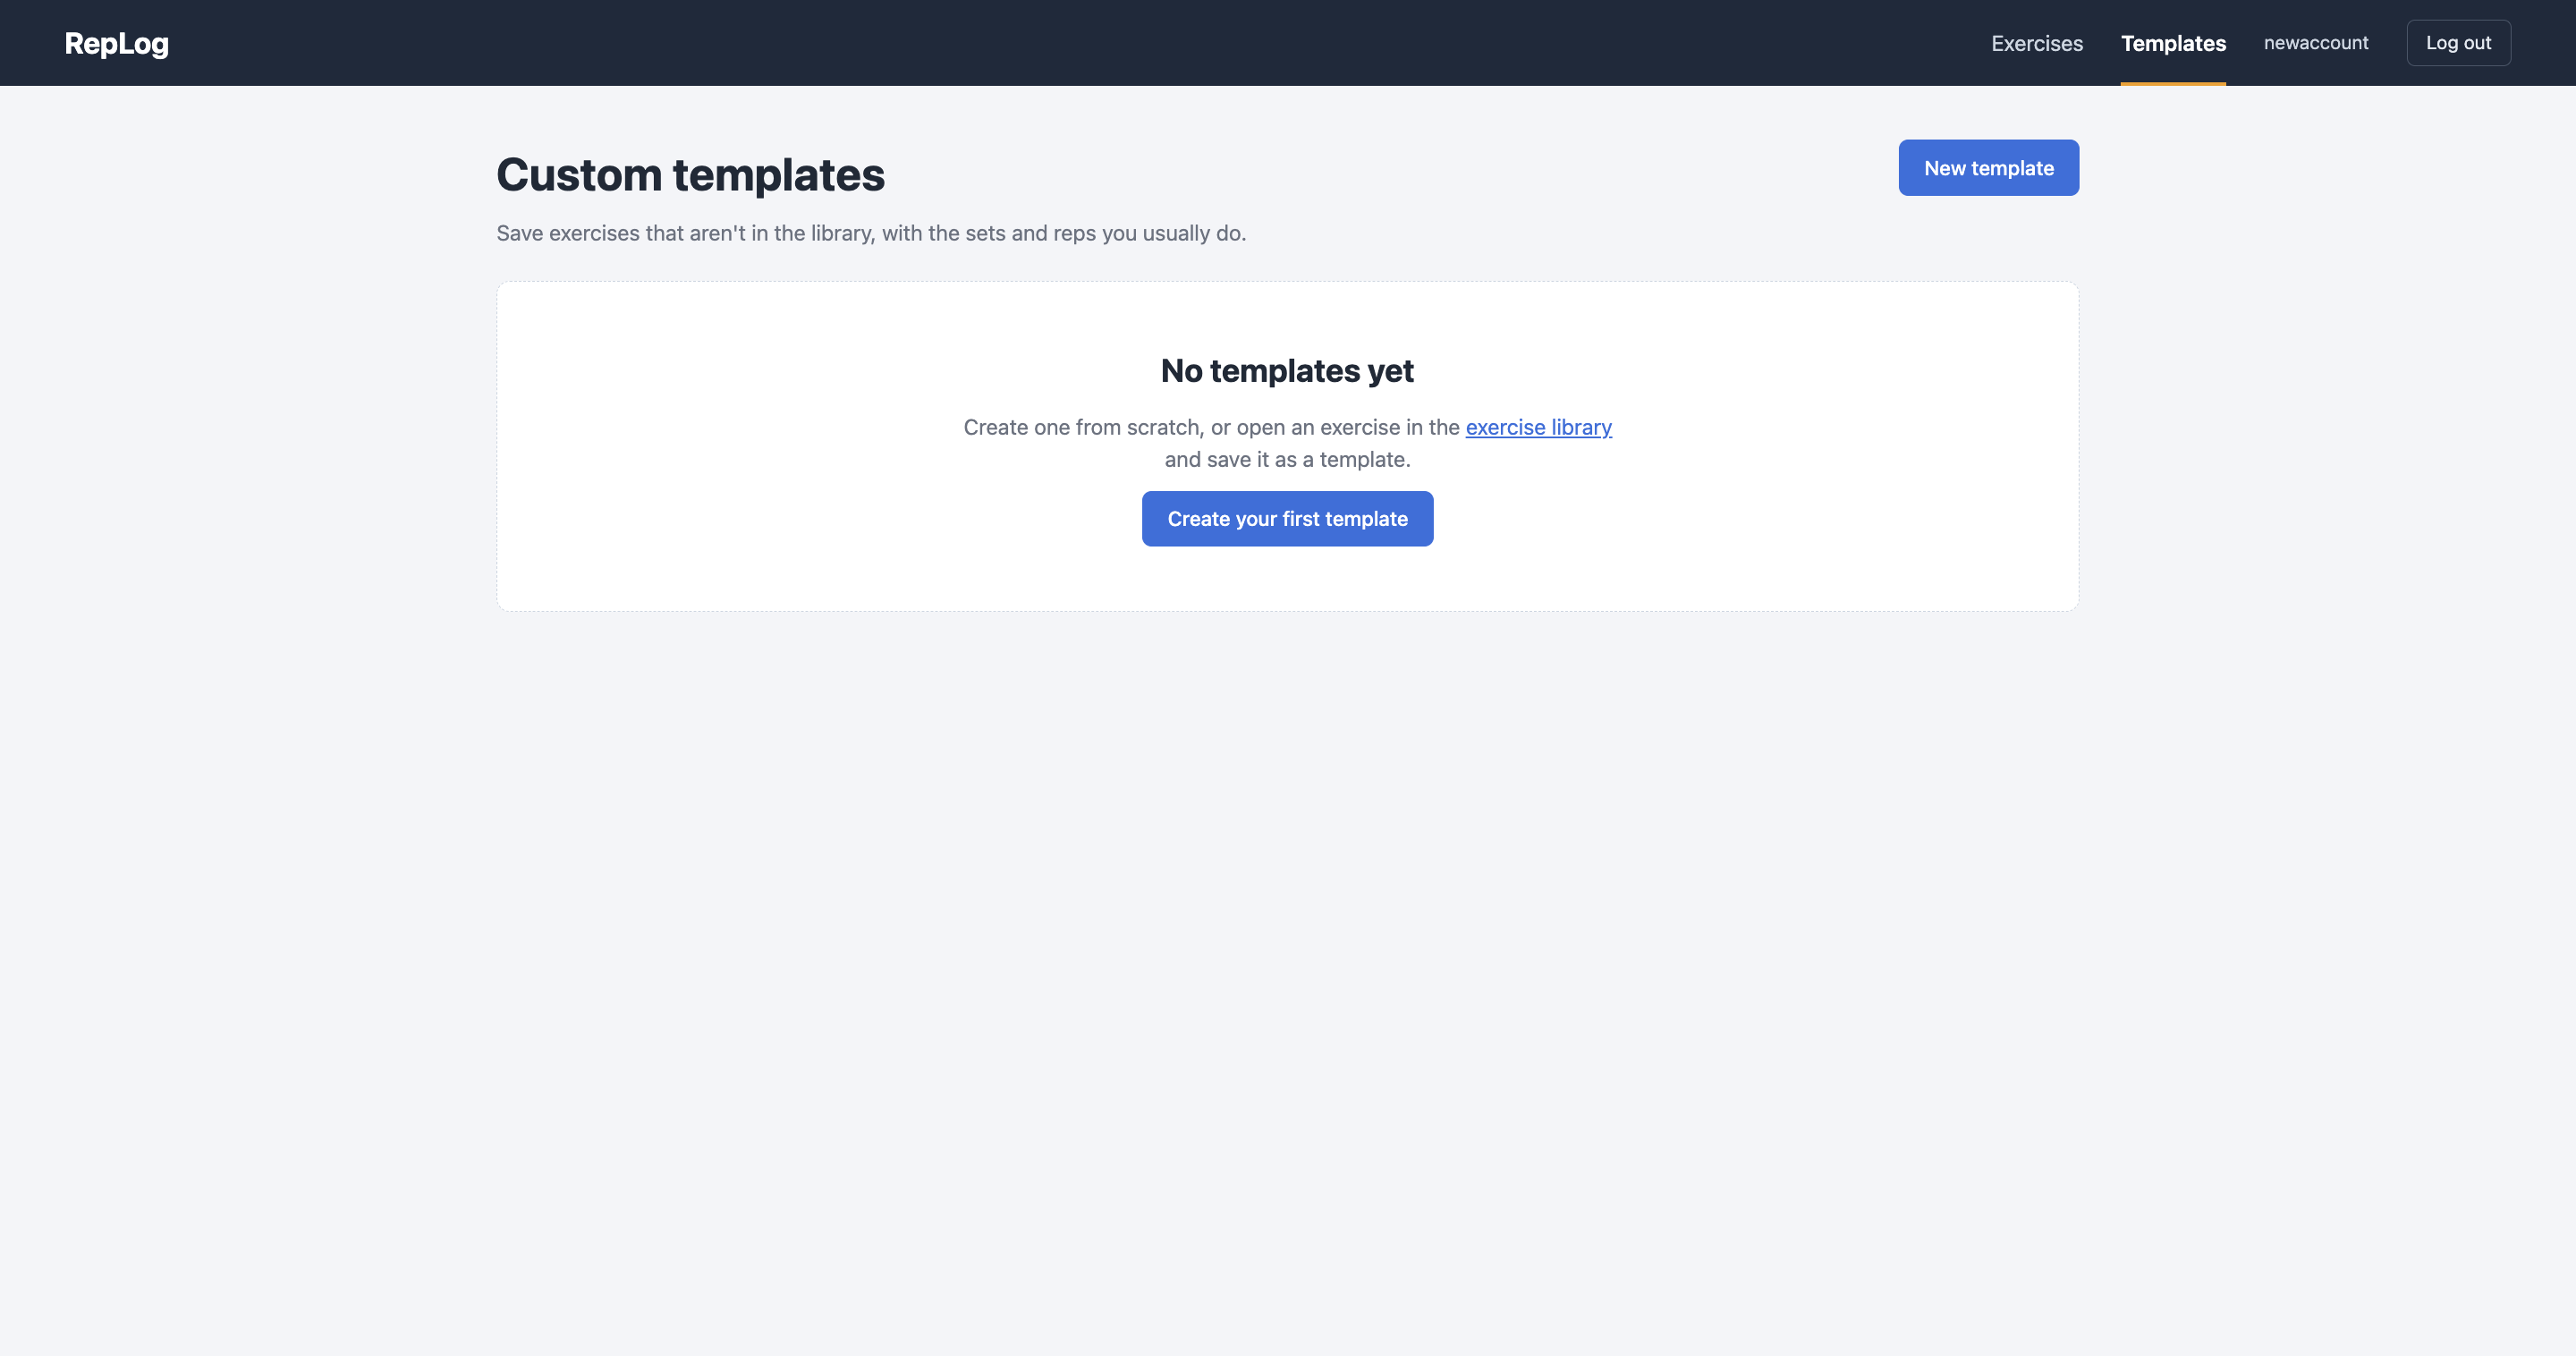 RepLog
Exercises
Templates
newaccount
Log out
Custom templates
New template
Save exercises that aren't in the library, with the sets and reps you usually do.
No templates yet
Create one from scratch, or open an exercise in the exercise library
and save it as a template.
Create your first template